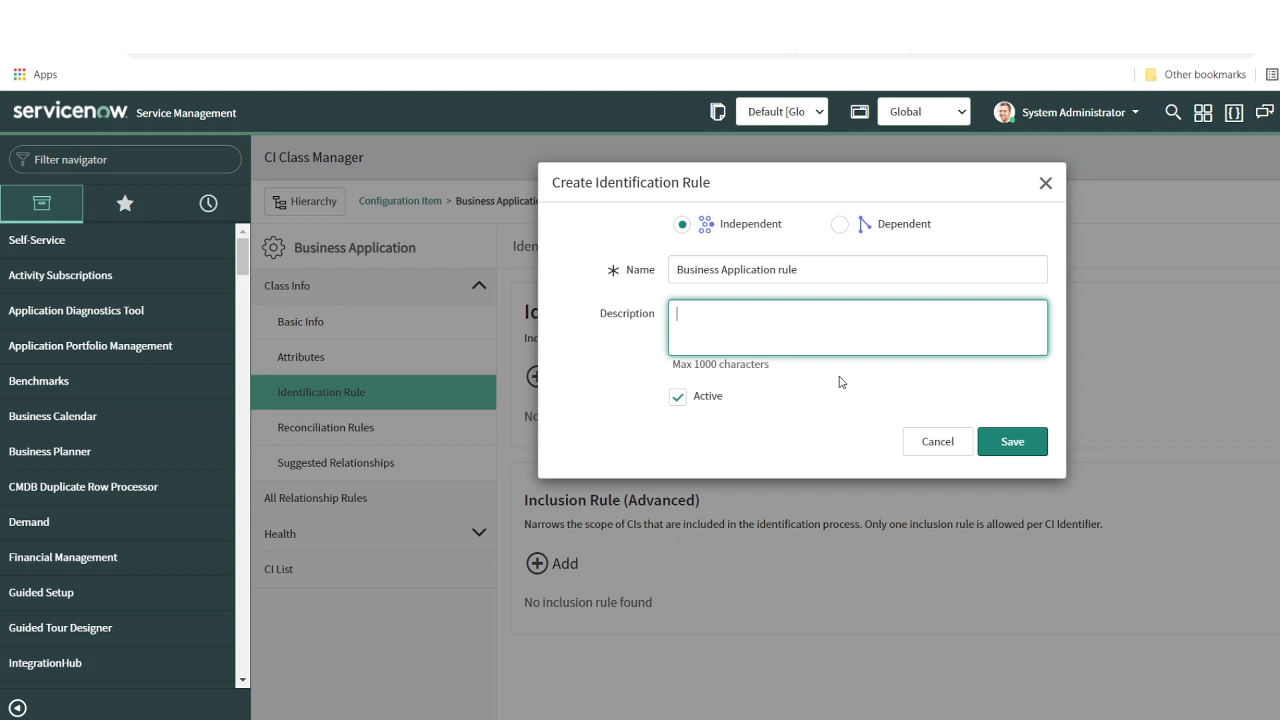 Apps
Other bookmarks
servicenow Service Management
Default [Glo
Global
System Administrator
Filter navigator
Self-Service
Activity Subscriptions
Application Diagnostics Tool
Application Portfolio Management
Benchmarks
Business Calendar
Business Planner
CMDB Duplicate Row Processor
Demand
Financial Management
Guided Setup
Guided Tour Designer
IntegrationHub
CI Class Manager
Hierarchy
Configuration Item > Business Applicatio
Business Application
Class Info
Basic Info
Attributes
Identification Rule
Reconciliation Rules
Suggested Relationships
All Relationship Rules
Health
CI List
Iden
Id
Inc
No
Create Identification Rule
Independent
Dependent
* Name
Business Application rule
Description
Max 1000 characters
Active
Cancel
Save
Inclusion Rule (Advanced)
Narrows the scope of CIs that are included in the identification process. Only one inclusion rule is allowed per CI Identifier.
Add
No inclusion rule found